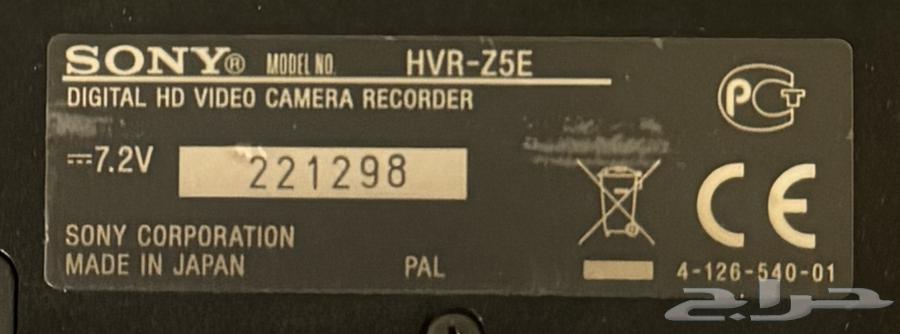 SONY® MODEL NO. HVR-Z5E
DIGITAL HD VIDEO CAMERA RECORDER
⎓7.2V
221298
SONY CORPORATION
MADE IN JAPAN PAL
PCT
CE
4-126-540-01
حراج